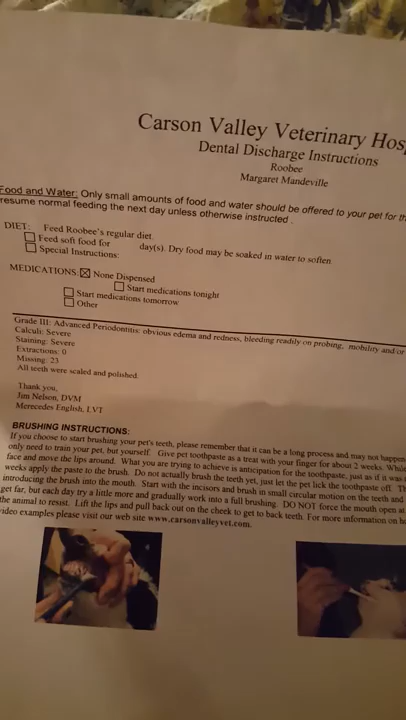 Carson Valley Veterinary Hos
Dental Discharge Instructions
Roobee
Margaret Mandeville
Food and Water: Only small amounts of food and water should be offered to your pet for th
resume normal feeding the next day unless otherwise instructed .
DIET: Feed Roobee's regular diet
Feed soft food for day(s). Dry food may be soaked in water to soften
Special Instructions:
MEDICATIONS: ☒ None Dispensed
Start medications tonight
Start medications tomorrow
Other
Grade III: Advanced Periodontitis: obvious edema and redness, bleeding readily on probing, mobility and/or
Calculi: Severe
Staining: Severe
Extractions: 0
Missing: 23
All teeth were scaled and polished.
Thank you,
Jim Nelson, DVM
Merecedes English, LVT
BRUSHING INSTRUCTIONS:
If you choose to start brushing your pet's teeth, please remember that it can be a long process and may not happen
only need to train your pet, but yourself. Give pet toothpaste as a treat with your finger for about 2 weeks. Whil
face and move the lips around. What you are trying to achieve is anticipation for the toothpaste, just as if it was
weeks apply the paste to the brush. Do not actually brush the teeth yet, just let the pet lick the toothpaste off. Th
introducing the brush into the mouth. Start with the incisors and brush in small circular motion on the teeth and
get far, but each day try a little more and gradually work into a full brushing. DO NOT force the mouth open at
the animal to resist. Lift the lips and pull back out on the cheek to get to back teeth. For more information on h
video examples please visit our web site www.carsonvalleyvet.com.